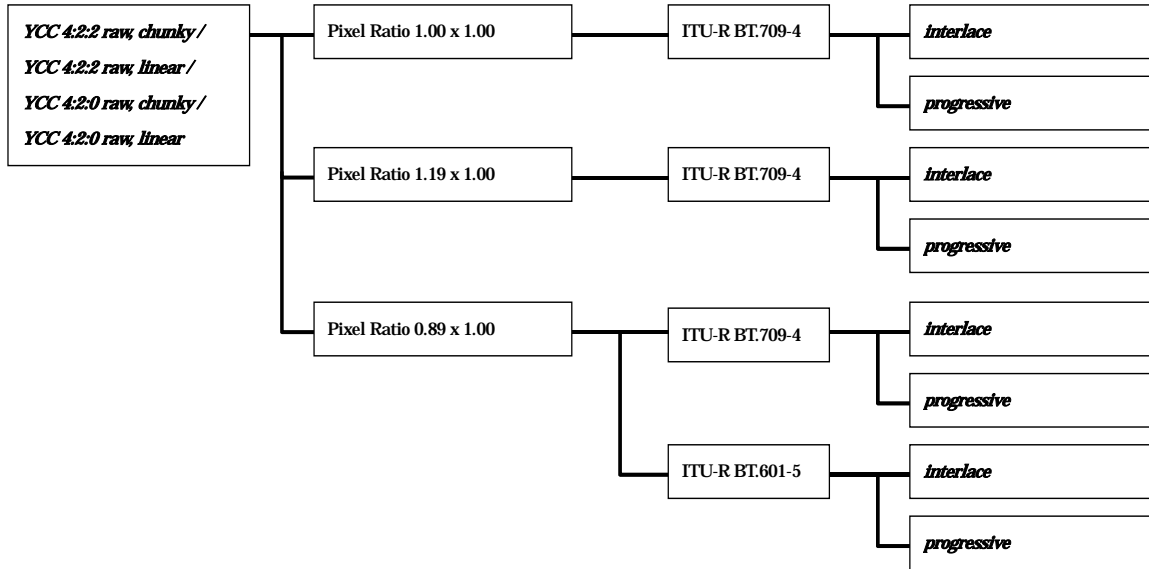 YCC 4:2:2 raw, chunky /
YCC 4:2:2 raw, linear /
YCC 4:2:0 raw, chunky /
YCC 4:2:0 raw, linear
Pixel Ratio 1.00 x 1.00
ITU-R BT.709-4
interlace
progressive
Pixel Ratio 1.19 x 1.00
ITU-R BT.709-4
interlace
progressive
Pixel Ratio 0.89 x 1.00
ITU-R BT.709-4
interlace
progressive
ITU-R BT.601-5
interlace
progressive